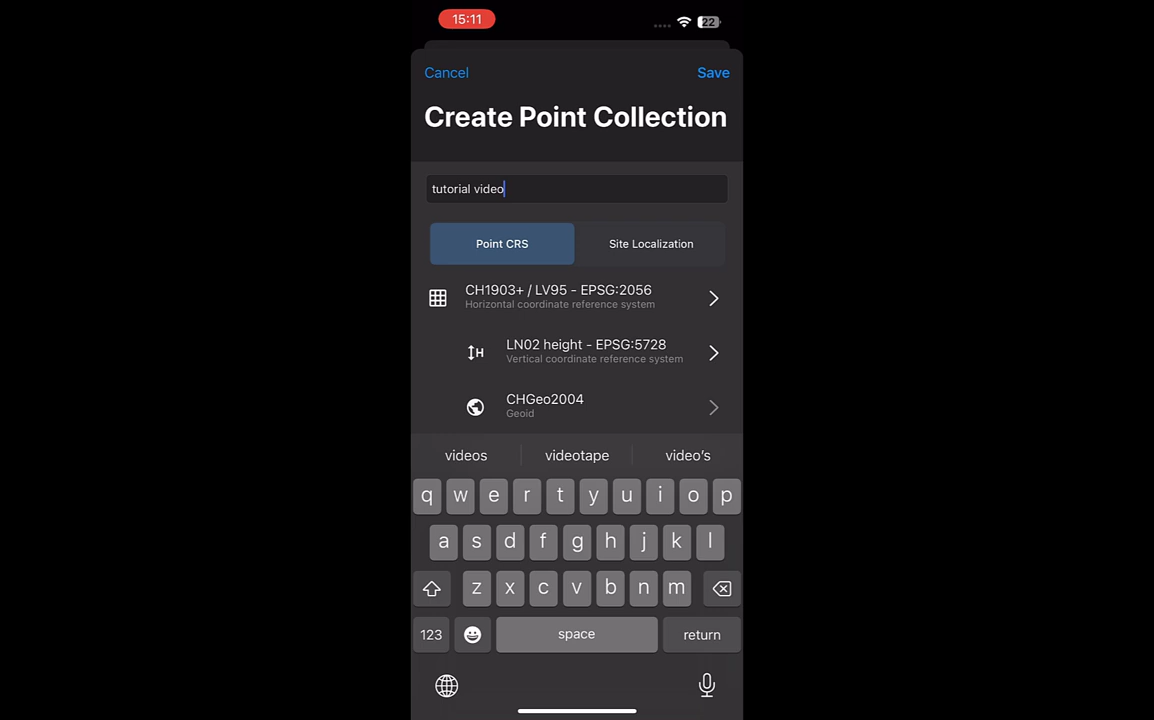 15:11
22
Cancel
Save
Create Point Collection
tutorial video
Point CRS
Site Localization
CH1903+ / LV95 - EPSG:2056
Horizontal coordinate reference system
H
LN02 height - EPSG:5728
Vertical coordinate reference system
CHGeo2004
Geoid
videos
videotape
video's
q w e r t y u i o p
a s d f g h j k l
z x c v b n m
123
space
return